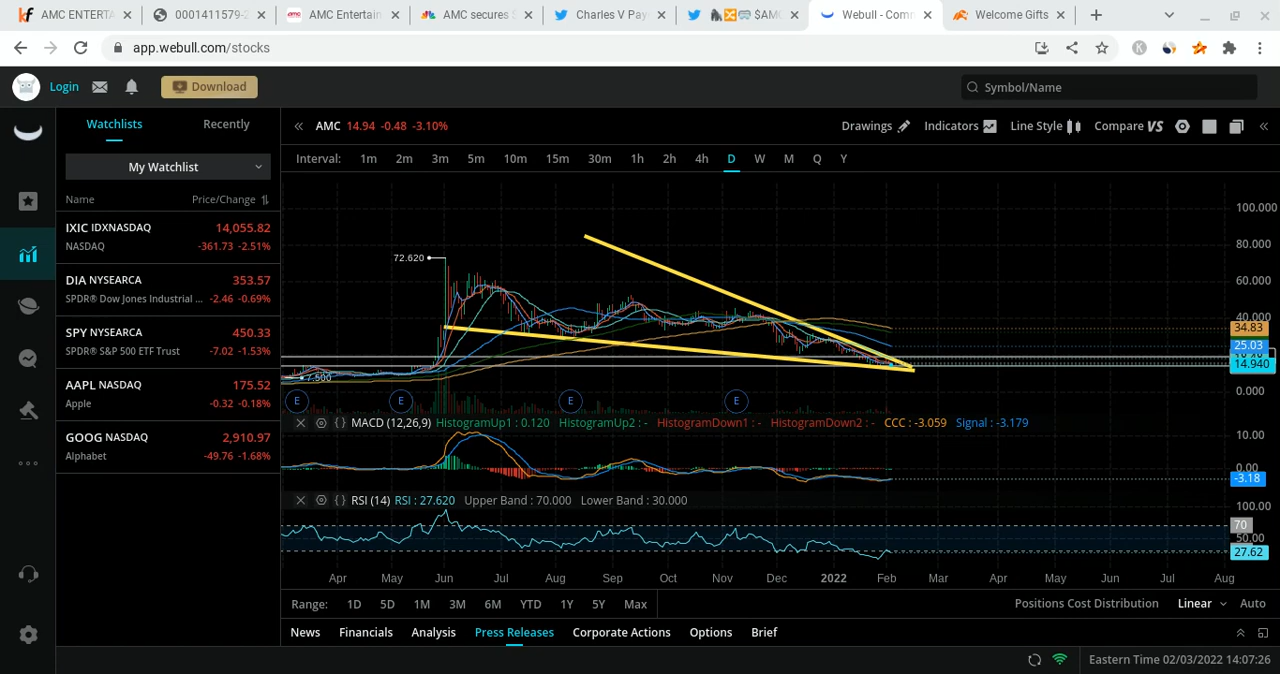 AMC ENTERTA
0001411579-2
AMC Entertain
AMC secures $
Charles V Pay
$AMC
Webull - Comm
Welcome Gifts
app.webull.com/stocks
Login
Download
Symbol/Name
Watchlists Recently
My Watchlist
Name Price/Change
IXIC IDXNASDAQ 14,055.82
NASDAQ -361.73 -2.51%
DIA NYSEARCA 353.57
SPDR® Dow Jones Industrial ... -2.46 -0.69%
SPY NYSEARCA 450.33
SPDR® S&P 500 ETF Trust -7.02 -1.53%
AAPL NASDAQ 175.52
Apple -0.32 -0.18%
GOOG NASDAQ 2,910.97
Alphabet -49.76 -1.68%
AMC 14.94 -0.48 -3.10%
Drawings Indicators Line Style Compare VS
Interval: 1m 2m 3m 5m 10m 15m 30m 1h 2h 4h D W M Q Y
100.000
80.000
72.620
60.000
40.000
34.83
25.03
14.940
7.500
0.000
E E E E
MACD (12,26,9) HistogramUp1 : 0.120 HistogramUp2 : - HistogramDown1 : - HistogramDown2 : - CCC : -3.059 Signal : -3.179
10.00
0.00
-3.18
RSI (14) RSI : 27.620 Upper Band : 70.000 Lower Band : 30.000
100.00
70
50.00
27.62
Apr May Jun Jul Aug Sep Oct Nov Dec 2022 Feb Mar Apr May Jun Jul Aug
Range: 1D 5D 1M 3M 6M YTD 1Y 5Y Max
Positions Cost Distribution Linear Auto
News Financials Analysis Press Releases Corporate Actions Options Brief
Eastern Time 02/03/2022 14:07:26